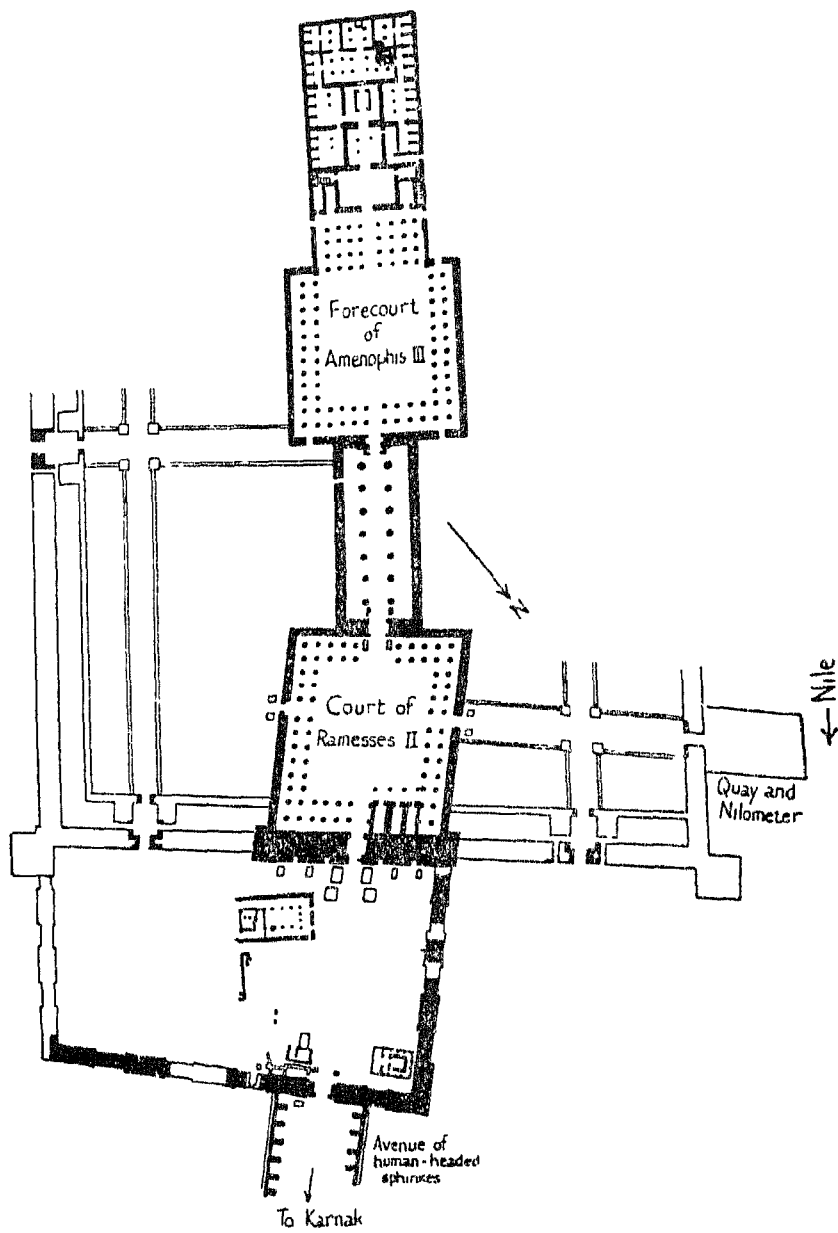 Forecourt
of
Amenophis III
N
Court of
Ramesses II
← Nile
Quay and
Nilometer
Avenue of
human-headed
sphinxes
To Karnak